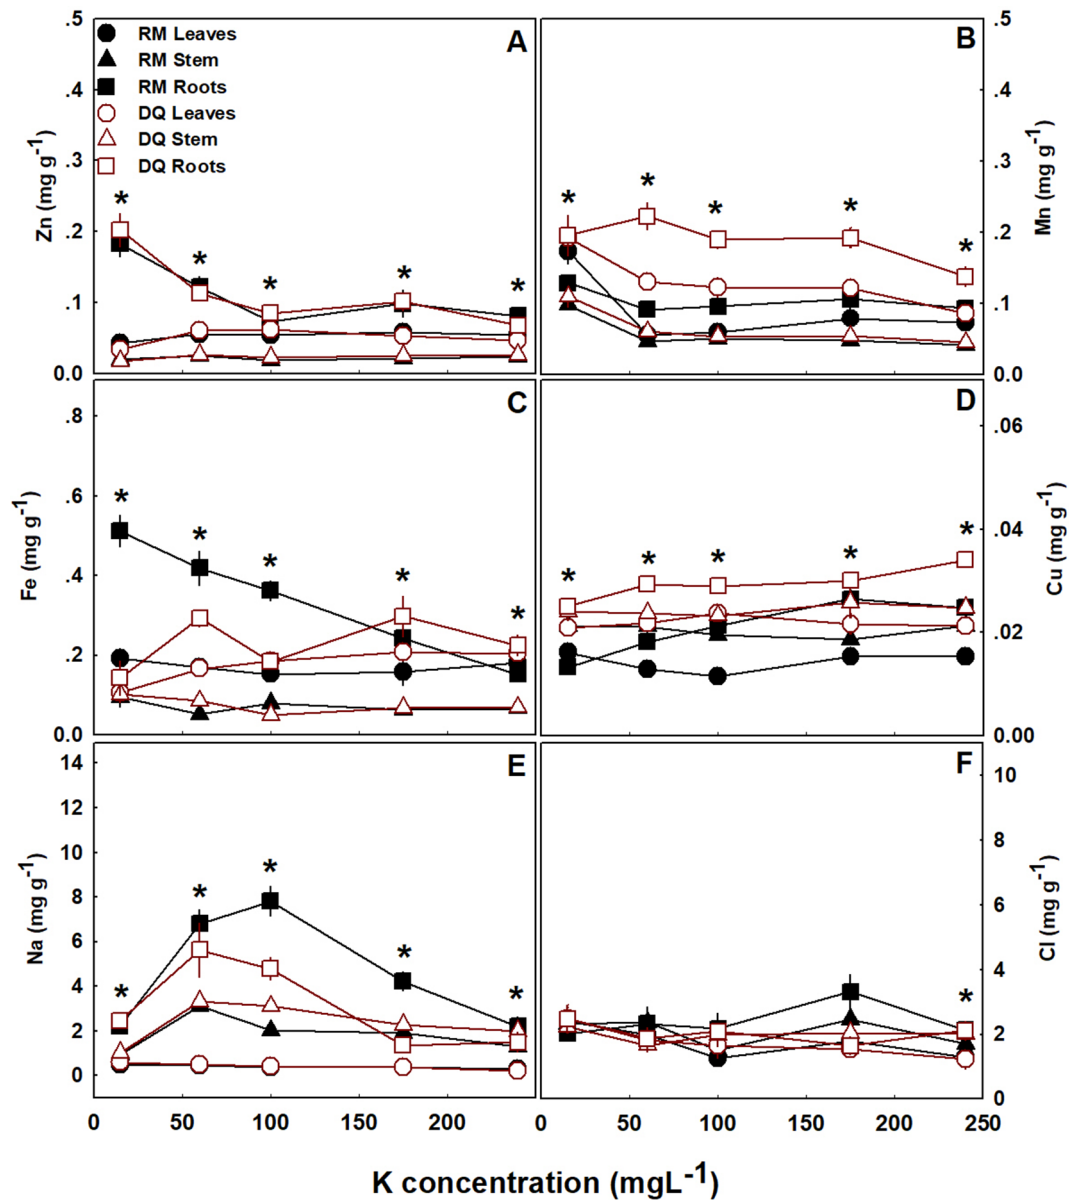 RM Leaves
RM Stem
RM Roots
DQ Leaves
DQ Stem
DQ Roots
A
.5
.4
.3
.2
.1
0.0
Zn (mg g-1)
*
*
*
*
*
B
.5
.4
.3
.2
.1
0.0
Mn (mg g-1)
*
*
*
*
*
C
.8
.6
.4
.2
0.0
Fe (mg g-1)
*
*
*
*
*
D
.06
.04
.02
0.00
Cu (mg g-1)
*
*
*
*
*
E
14
12
10
8
6
4
2
0
Na (mg g-1)
*
*
*
*
*
F
10
8
6
4
2
0
Cl (mg g-1)
*
0 50 100 150 200
0 50 100 150 200 250
K concentration (mgL-1)